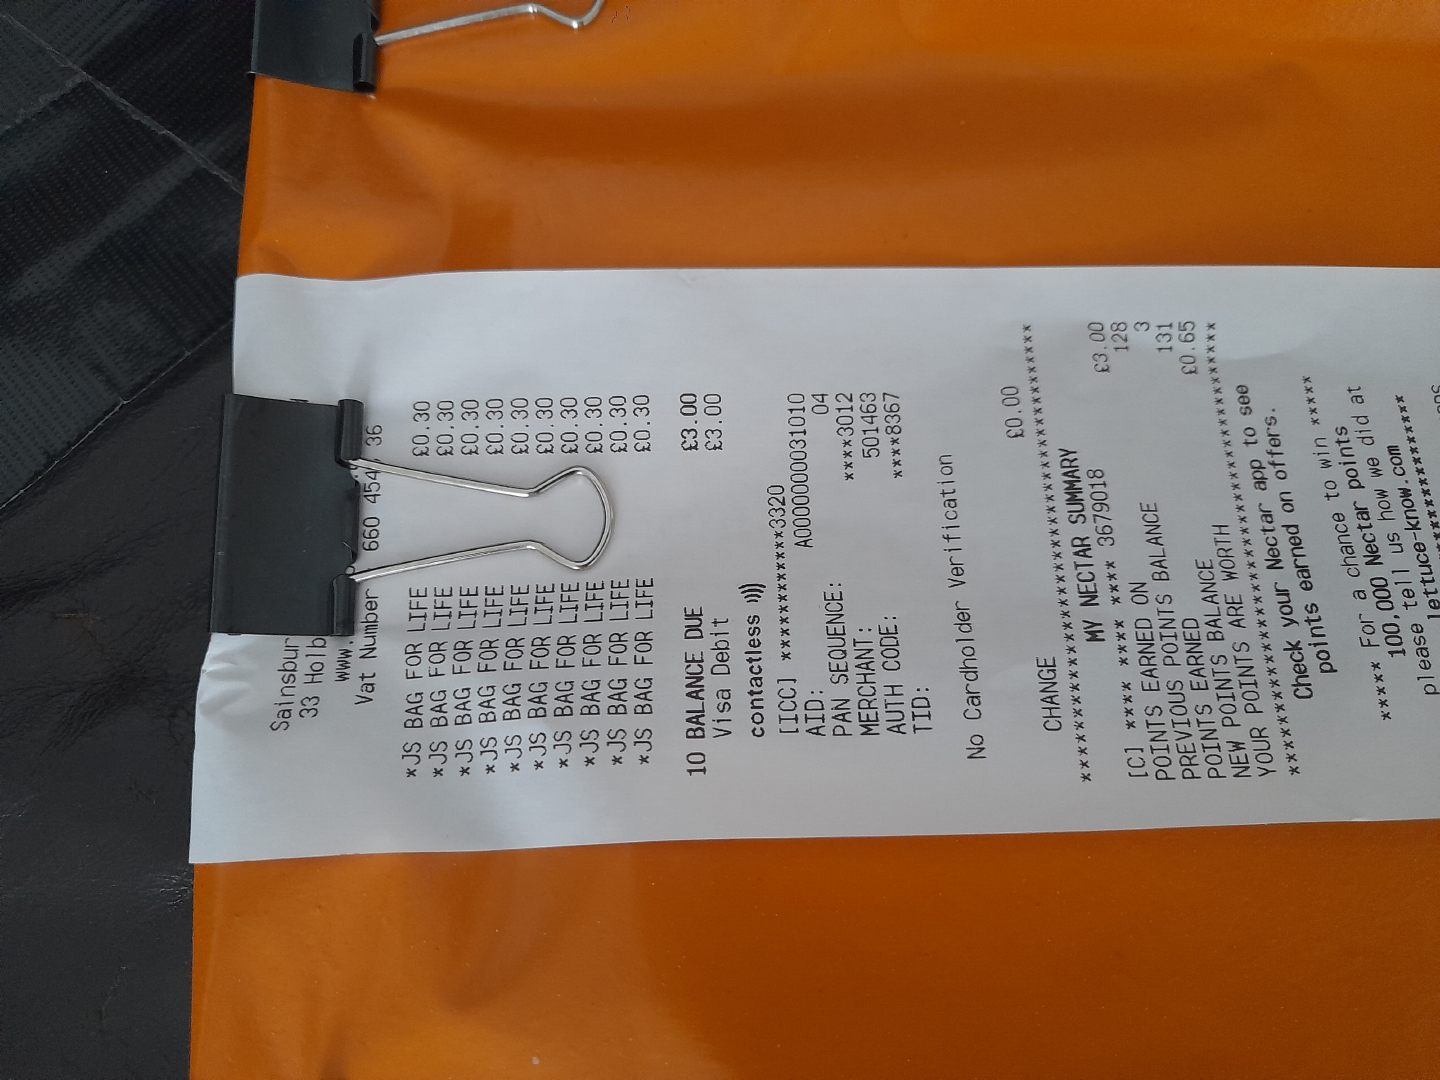 Sainsbur
33 Holb
www.
Vat Number 660 454 36
*JS BAG FOR LIFE £0.30
*JS BAG FOR LIFE £0.30
*JS BAG FOR LIFE £0.30
*JS BAG FOR LIFE £0.30
*JS BAG FOR LIFE £0.30
*JS BAG FOR LIFE £0.30
*JS BAG FOR LIFE £0.30
*JS BAG FOR LIFE £0.30
*JS BAG FOR LIFE £0.30
*JS BAG FOR LIFE £0.30
10 BALANCE DUE £3.00
Visa Debit £3.00
contactless
[ICC] ************3320
AID: A0000000031010
PAN SEQUENCE: 04
MERCHANT: ****3012
AUTH CODE: 501463
TID: ****8367
No Cardholder Verification
CHANGE £0.00
****************************************
MY NECTAR SUMMARY
[C] **** **** **** 3679018
POINTS EARNED ON £3.00
PREVIOUS POINTS BALANCE 128
POINTS EARNED 3
NEW POINTS BALANCE 131
YOUR POINTS ARE WORTH £0.65
****************************************
Check your Nectar app to see
points earned on offers.
***** For a chance to win *****
100,000 Nectar points
please tell us how we did at
lettuce-know.com